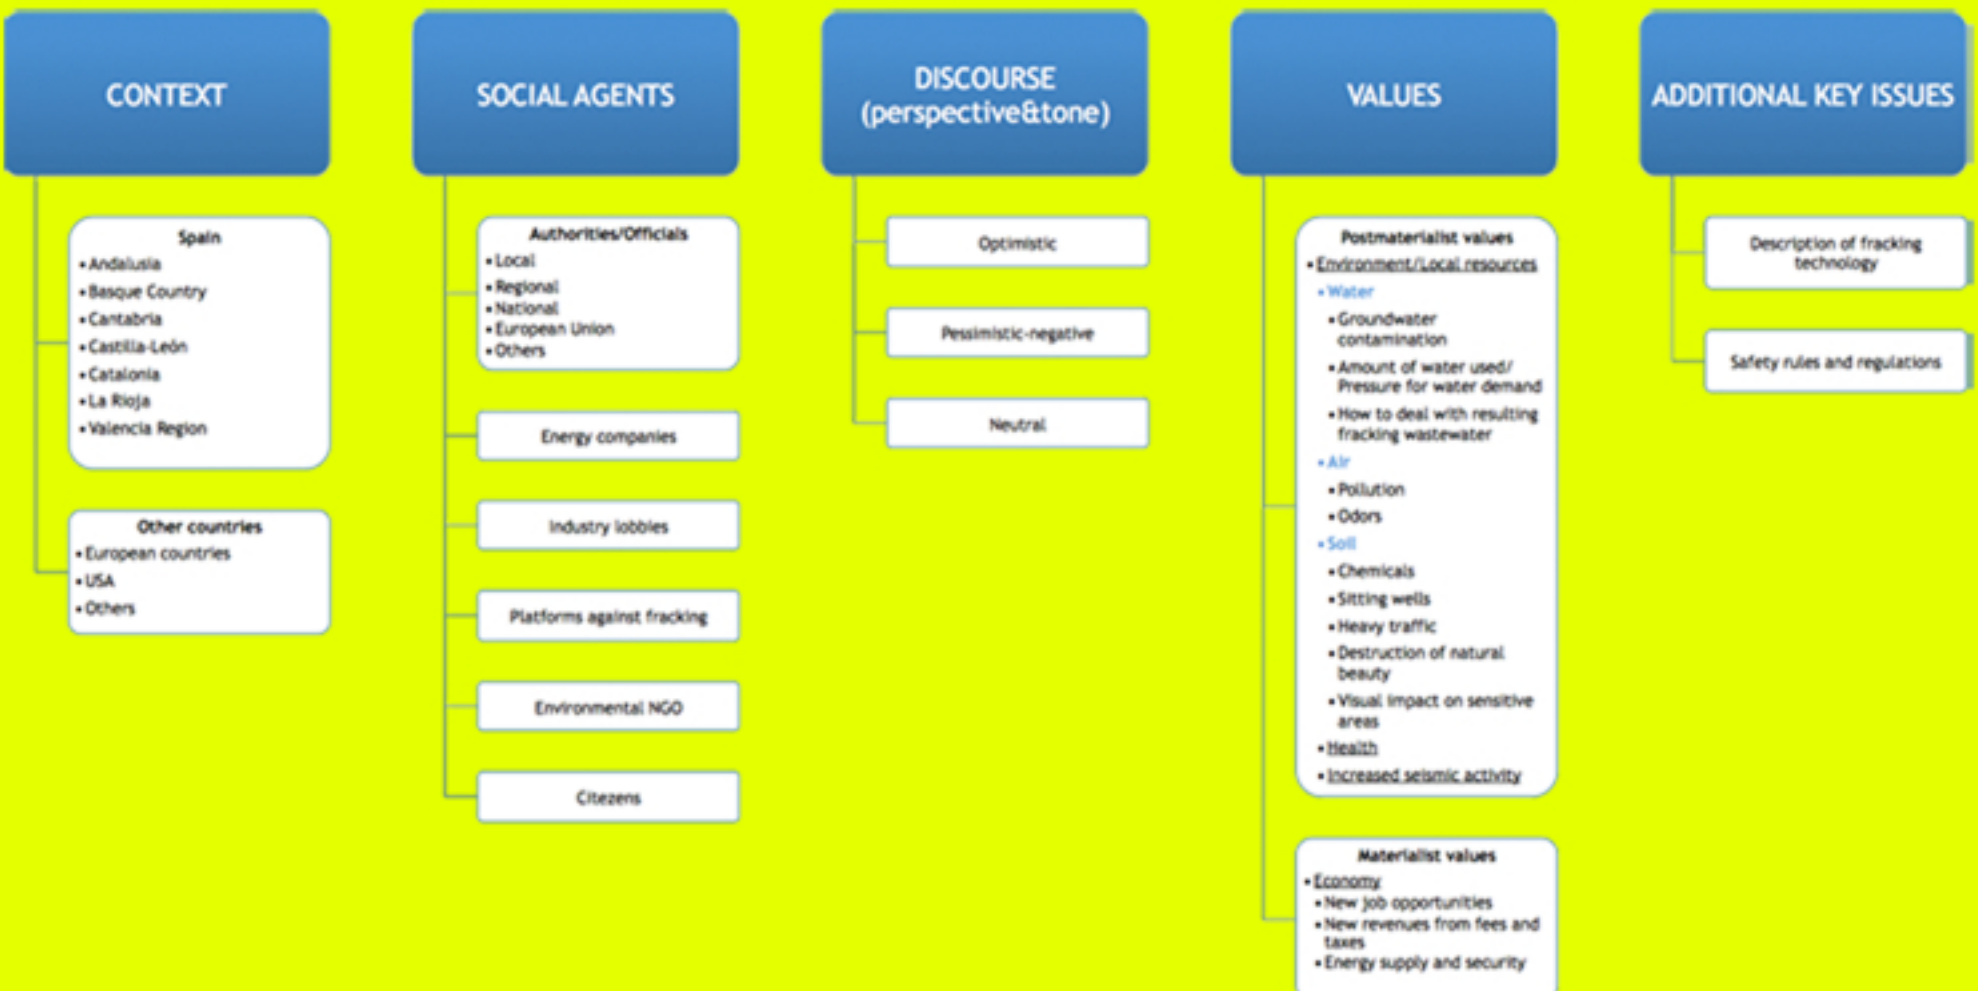 CONTEXT
Spain
•Andalusia
•Basque Country
•Cantabria
•Castilla-León
•Catalonia
•La Rioja
•Valencia Region
Other countries
•European countries
•USA
•Others
SOCIAL AGENTS
Authorities/Officials
•Local
•Regional
•National
•European Union
•Others
Energy companies
Industry lobbies
Platforms against fracking
Environmental NGO
Citezens
DISCOURSE
(perspective&tone)
Optimistic
Pessimistic-negative
Neutral
VALUES
Postmaterialist values
•Environment/Local resources
•Water
•Groundwater
contamination
•Amount of water used/
Pressure for water demand
•How to deal with resulting
fracking wastewater
•Air
•Pollution
•Odors
•Soil
•Chemicals
•Sitting wells
•Heavy traffic
•Destruction of natural
beauty
•Visual impact on sensitive
areas
•Health
•Increased seismic activity
Materialist values
•Economy
•New job opportunities
•New revenues from fees and
taxes
•Energy supply and security
ADDITIONAL KEY ISSUES
Description of fracking
technology
Safety rules and regulations